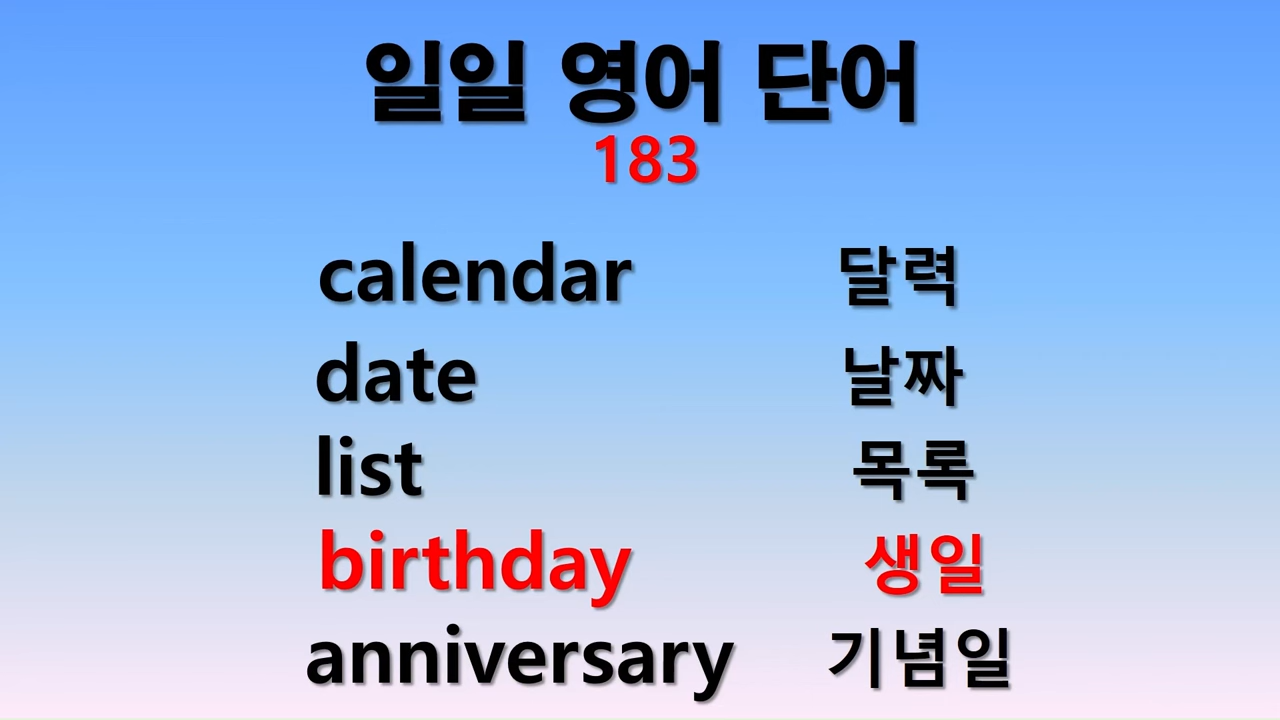 일일 영어 단어
183
calendar 달력
date 날짜
list 목록
birthday 생일
anniversary 기념일